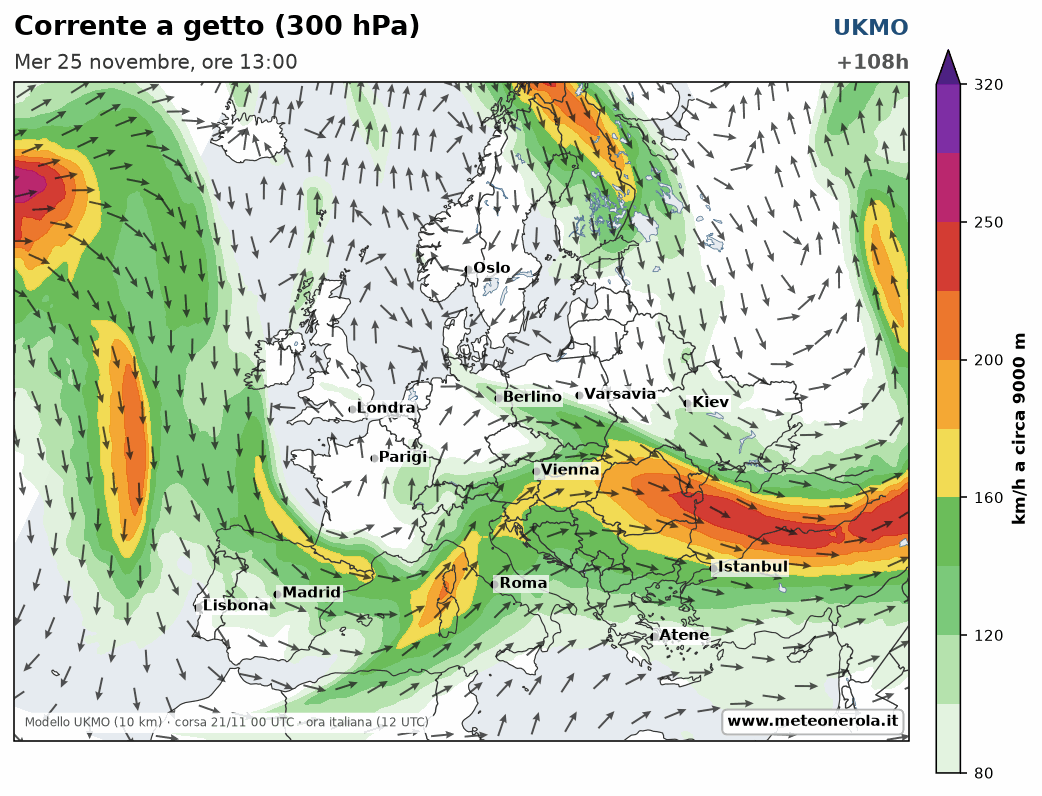 Corrente a getto (300 hPa)
UKMO
Mer 25 novembre, ore 13:00
+108h
320
250
200
160
120
80
km/h a circa 9000 m
Oslo
Londra
Berlino
Varsavia
Kiev
Parigi
Vienna
Istanbul
Roma
Madrid
Lisbona
Atene
Modello UKMO (10 km) · corsa 21/11 00 UTC · ora italiana (12 UTC)
www.meteonerola.it